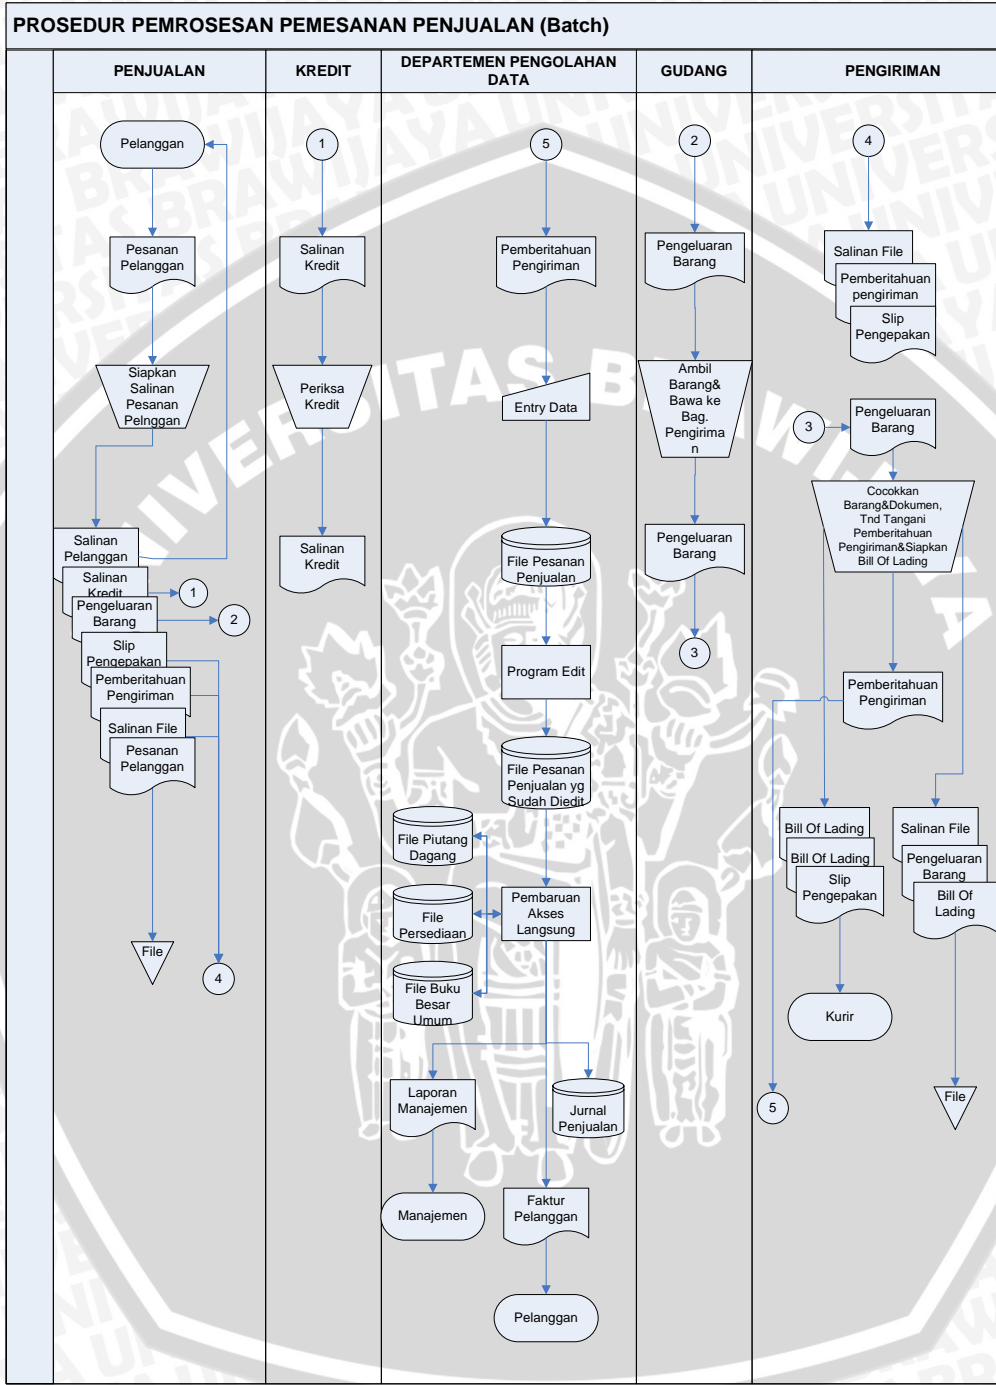 PROSEDUR PEMROSESAN PEMESANAN PENJUALAN (Batch)
PENJUALAN
KREDIT
DEPARTEMEN PENGOLAHAN
DATA
GUDANG
PENGIRIMAN
Pelanggan
Pesanan
Pelanggan
Siapkan
Salinan
Pesanan
Pelnggan
Salinan
Pelanggan
Salinan
Kredit
1
Pengeluaran
Barang
2
Slip
Pengepakan
Pemberitahuan
Pengiriman
Salinan File
Pesanan
Pelanggan
File
4
1
Salinan
Kredit
Periksa
Kredit
Salinan
Kredit
5
Pemberitahuan
Pengiriman
Entry Data
File Pesanan
Penjualan
Program Edit
File Pesanan
Penjualan yg
Sudah Diedit
File Piutang
Dagang
File
Persediaan
File Buku
Besar
Umum
Pembaruan
Akses
Langsung
Laporan
Manajemen
Jurnal
Penjualan
Manajemen
Faktur
Pelanggan
Pelanggan
2
Pengeluaran
Barang
Ambil
Barang&
Bawa ke
Bag.
Pengirima
n
Pengeluaran
Barang
3
4
Salinan File
Pemberitahuan
pengiriman
Slip
Pengepakan
3
Pengeluaran
Barang
Cocokkan
Barang&Dokumen,
Tnd Tangani
Pemberitahuan
Pengiriman&Siapkan
Bill Of Lading
Pemberitahuan
Pengiriman
Bill Of Lading
Bill Of Lading
Slip
Pengepakan
Kurir
Salinan File
Pengeluaran
Barang
Bill Of
Lading
File
5
UNIVERSITAS BRAWIJAYA